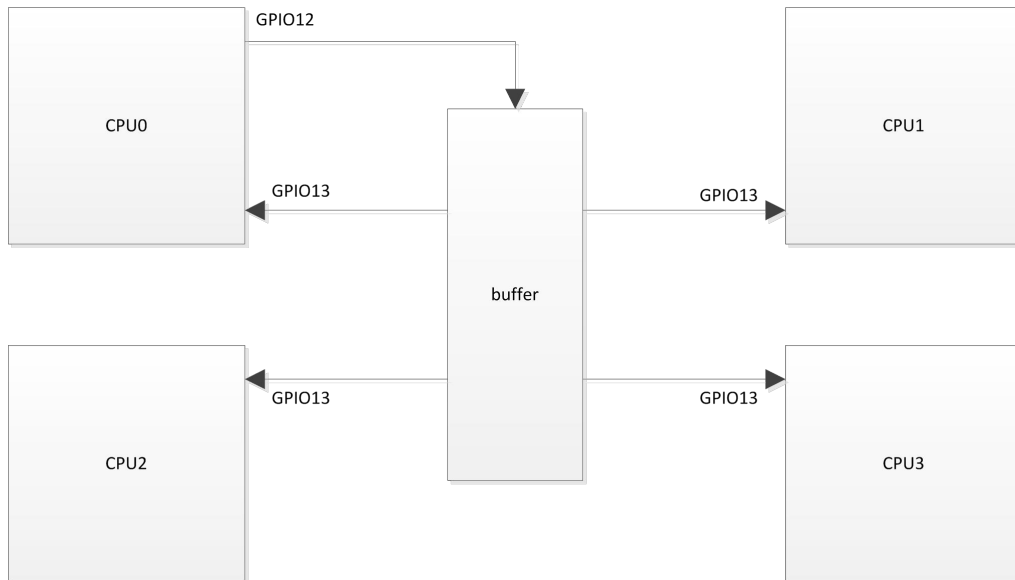 GPIO12
CPU0
CPU1
GPIO13
GPIO13
buffer
GPIO13
GPIO13
CPU2
CPU3